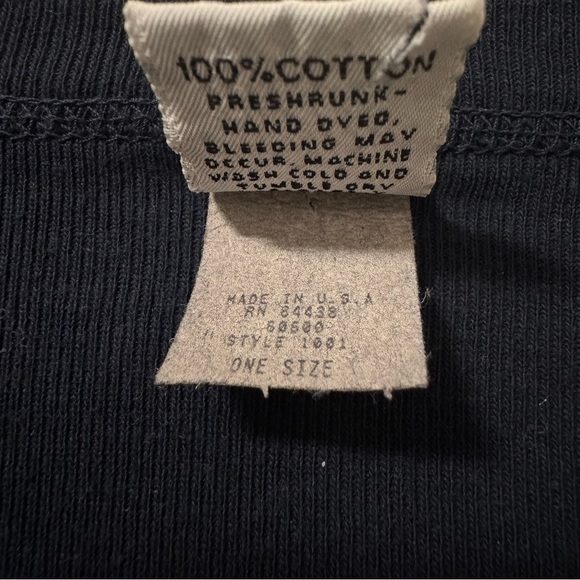 100% COTTON
PRESHRUNK-
HAND DYED,
BLEEDING MAY
OCCUR. MACHINE
WASH COLD AND
TUMBLE DRY
MADE IN U.S.A
RN 84438
60600
STYLE 1001
ONE SIZE